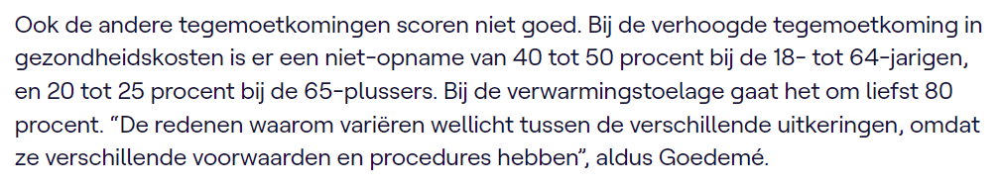 Ook de andere tegemoetkomingen scoren niet goed. Bij de verhoogde tegemoetkoming in
gezondheidskosten is er een niet-opname van 40 tot 50 procent bij de 18- tot 64-jarigen,
en 20 tot 25 procent bij de 65-plussers. Bij de verwarmingstoelage gaat het om liefst 80
procent. “De redenen waarom variëren wellicht tussen de verschillende uitkeringen, omdat
ze verschillende voorwaarden en procedures hebben”, aldus Goedemé.